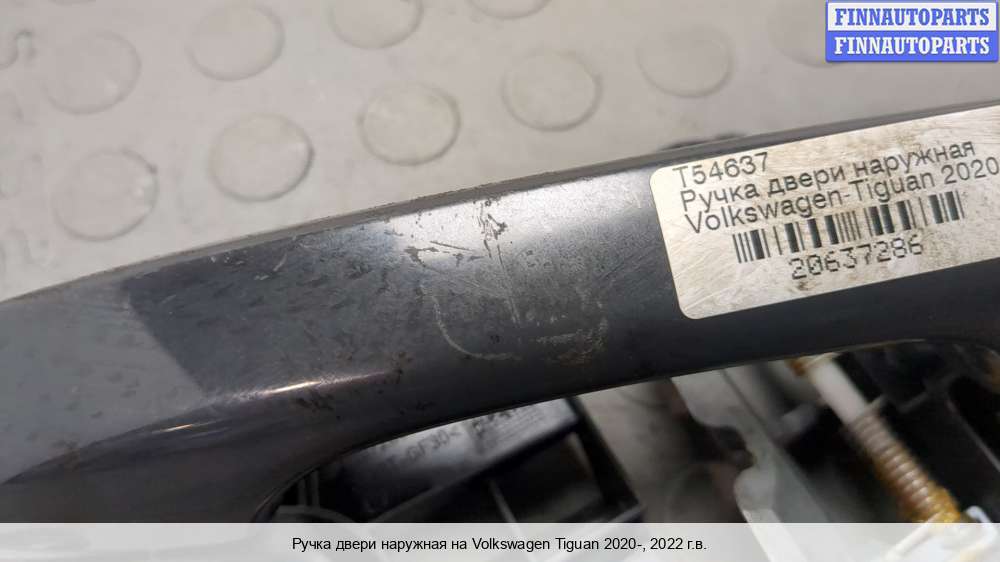 FINNAUTOPARTS
FINNAUTOPARTS
T54637
Ручка двери наружная
Volkswagen-Tiguan 2020
20637286
Ручка двери наружная на Volkswagen Tiguan 2020-, 2022 г.в.